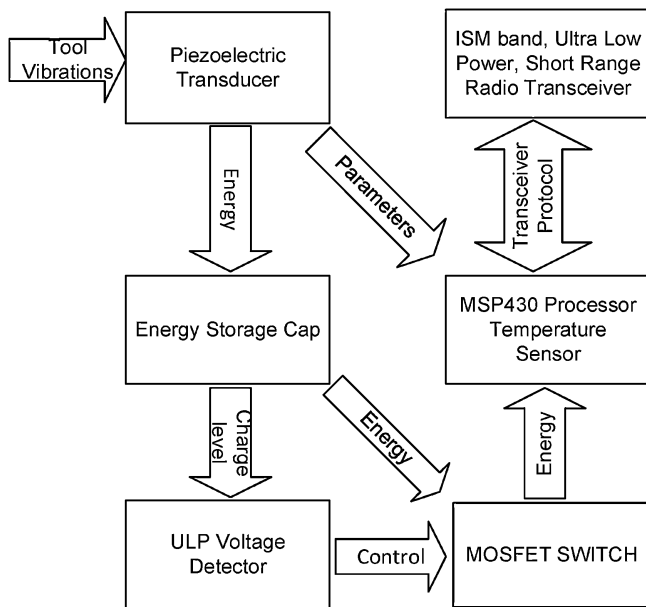 Tool
Vibrations
Piezoelectric
Transducer
ISM band, Ultra Low
Power, Short Range
Radio Transceiver
Energy
Parameters
Transceiver
Protocol
Energy Storage Cap
MSP430 Processor
Temperature
Sensor
Charge
level
Energy
Energy
ULP Voltage
Detector
Control
MOSFET SWITCH